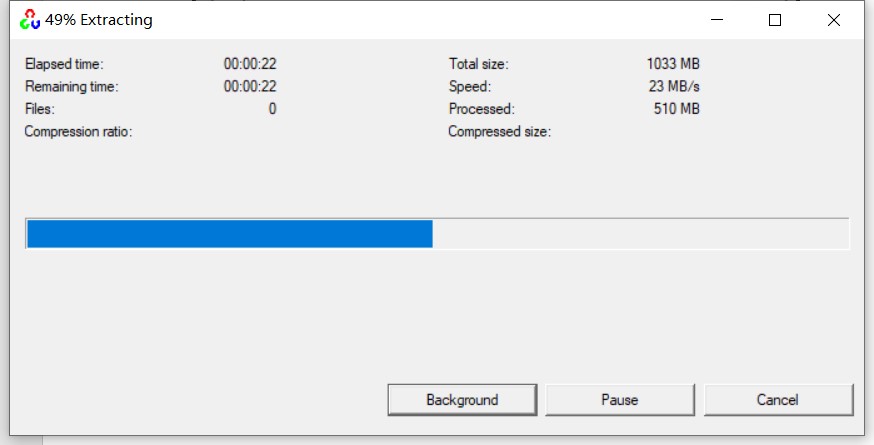 49% Extracting
Elapsed time: 00:00:22 Total size: 1033 MB
Remaining time: 00:00:22 Speed: 23 MB/s
Files: 0 Processed: 510 MB
Compression ratio: Compressed size:
Background Pause Cancel